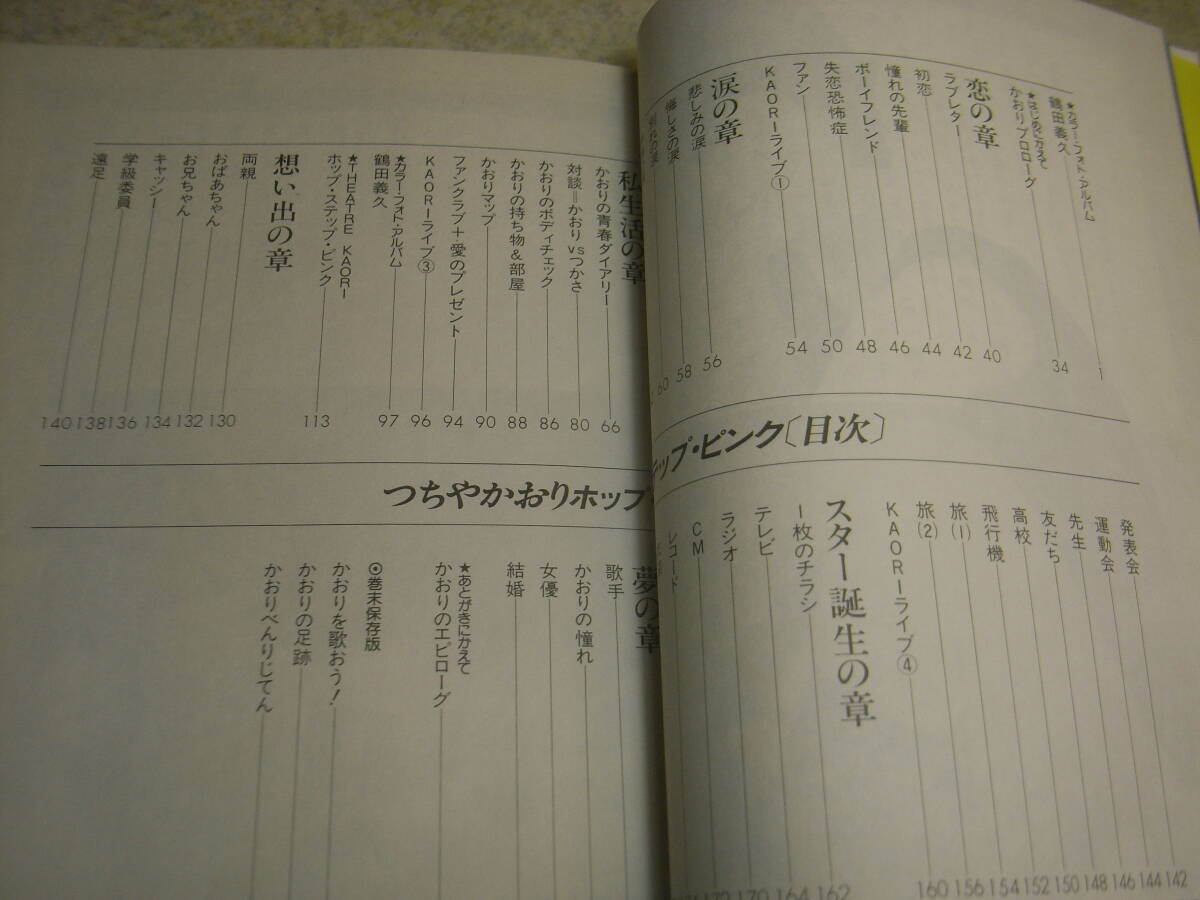 ★カラー・フォト・アルバム
鶴田義久 1
★はじめにかえて
かおりプロローグ 34
恋の章
ラブレター 40
初恋 42
憧れの先輩 44
ボーイフレンド 46
失恋恐怖症 48
ファン 50
KAORIライブ① 54
涙の章
悲しみの涙 56
悔しさの涙 58
別れの涙 60
私生活の章
かおりの青春ダイアリー 66
対談=かおりvsつかさ 80
かおりのボディチェック 86
かおりの持ち物&部屋 88
かおりマップ 90
ファンクラブ+愛のプレゼント 94
KAORIライブ③ 96
★カラー・フォト・アルバム
鶴田義久 97
★THEATRE KAORI
ホップ・ステップ・ピンク 113
想い出の章
両親 130
おばあちゃん 132
お兄ちゃん 134
キャッシー 136
学級委員 138
遠足 140
つちやかおりホップ
テップ・ピンク〔目次〕
発表会 142
運動会 144
先生 146
友だち 148
高校 150
飛行機 152
旅(1) 154
旅(2) 156
KAORIライブ④ 160
スター誕生の章
一枚のチラシ 162
テレビ 164
ラジオ 170
CM 172
レコード
夢の章
歌手
かおりの憧れ
女優
結婚
★あとがきにかえて
かおりのエピローグ
◉巻末保存版
かおりを歌おう!
かおりの足跡
かおりべんりじてん